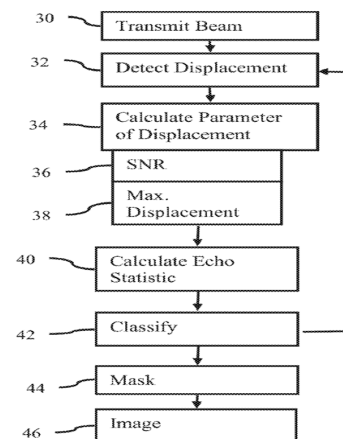 30 Transmit Beam
32 Detect Displacement
34 Calculate Parameter
of Displacement
36 SNR
38 Max.
Displacement
40 Calculate Echo
Statistic
42 Classify
44 Mask
46 Image